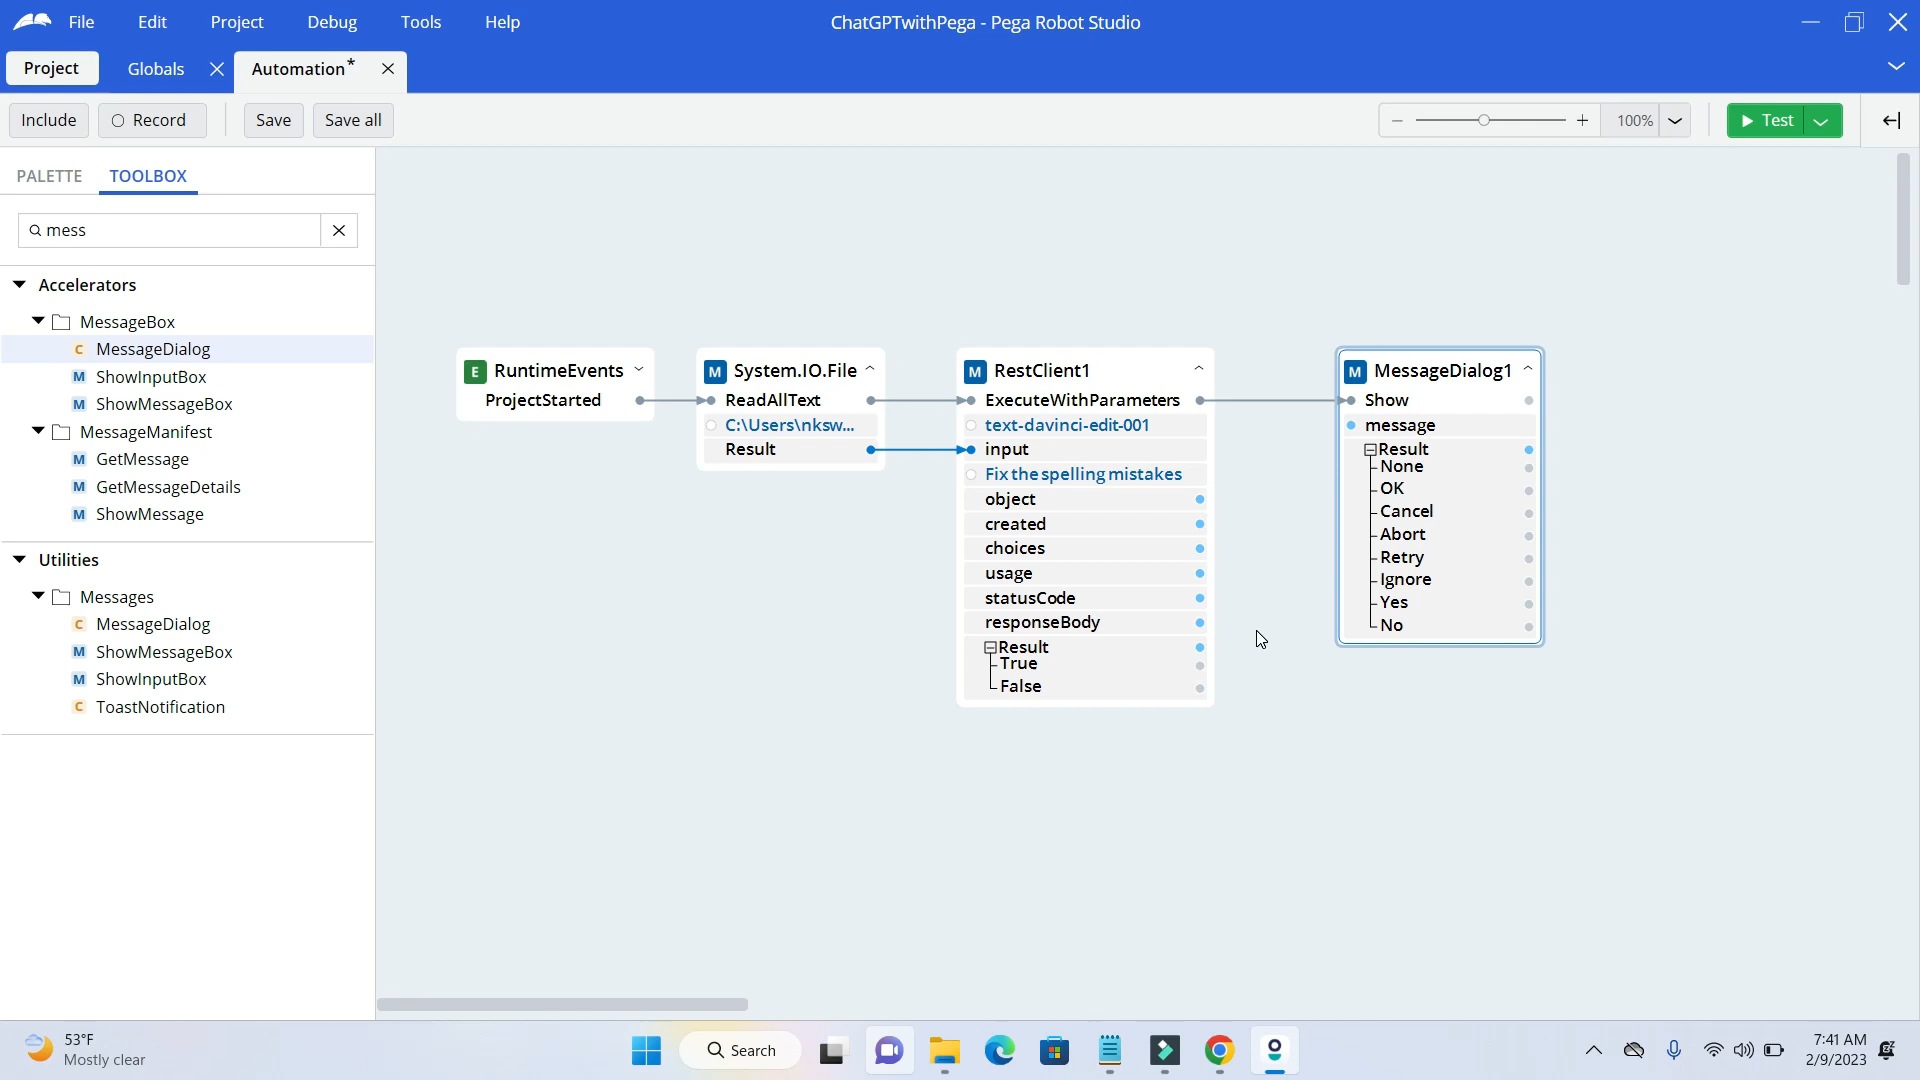 File Edit Project Debug Tools Help ChatGPTwithPega - Pega Robot Studio
Project Globals Automation*
Include Record Save Save all 100% Test
PALETTE TOOLBOX
mess
Accelerators
MessageBox
C MessageDialog
M ShowInputBox
M ShowMessageBox
MessageManifest
M GetMessage
M GetMessageDetails
M ShowMessage
Utilities
Messages
C MessageDialog
M ShowMessageBox
M ShowInputBox
C ToastNotification
E RuntimeEvents
ProjectStarted
M System.IO.File
ReadAllText
C:\Users\nksw...
Result
M RestClient1
ExecuteWithParameters
text-davinci-edit-001
input
Fix the spelling mistakes
object
created
choices
usage
statusCode
responseBody
Result
True
False
M MessageDialog1
Show
message
Result
None
OK
Cancel
Abort
Retry
Ignore
Yes
No
53°F
Mostly clear
Search
7:41 AM
2/9/2023